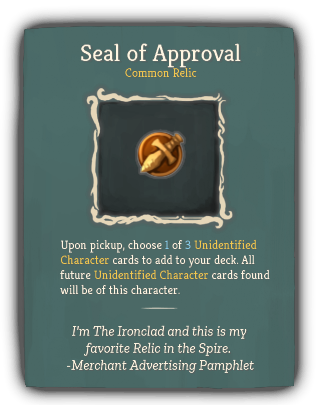 Seal of Approval
Common Relic
Upon pickup, choose 1 of 3 Unidentified
Character cards to add to your deck. All
future Unidentified Character cards found
will be of this character.
I'm The Ironclad and this is my
favorite Relic in the Spire.
-Merchant Advertising Pamphlet